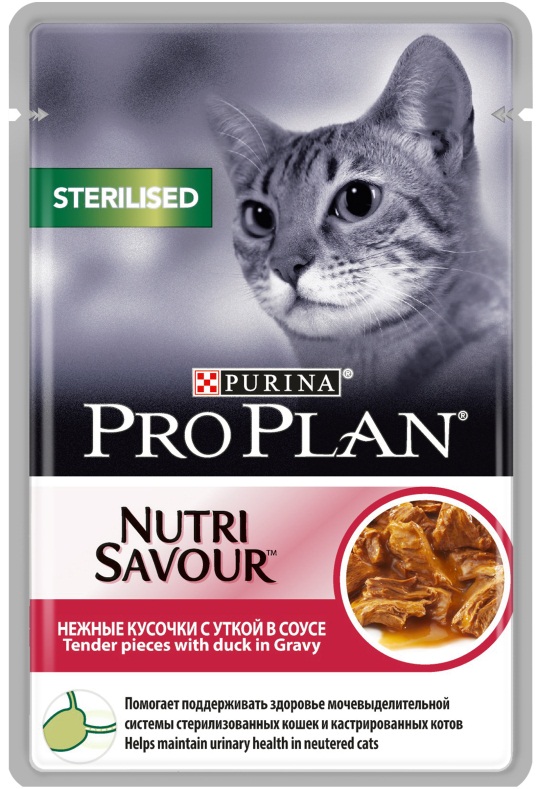 STERILISED
PURINA®
PRO PLAN®
NUTRI
SAVOUR™
НЕЖНЫЕ КУСОЧКИ С УТКОЙ В СОУСЕ
Tender pieces with duck in Gravy
Помогает поддерживать здоровье мочевыделительной
системы стерилизованных кошек и кастрированных котов
Helps maintain urinary health in neutered cats